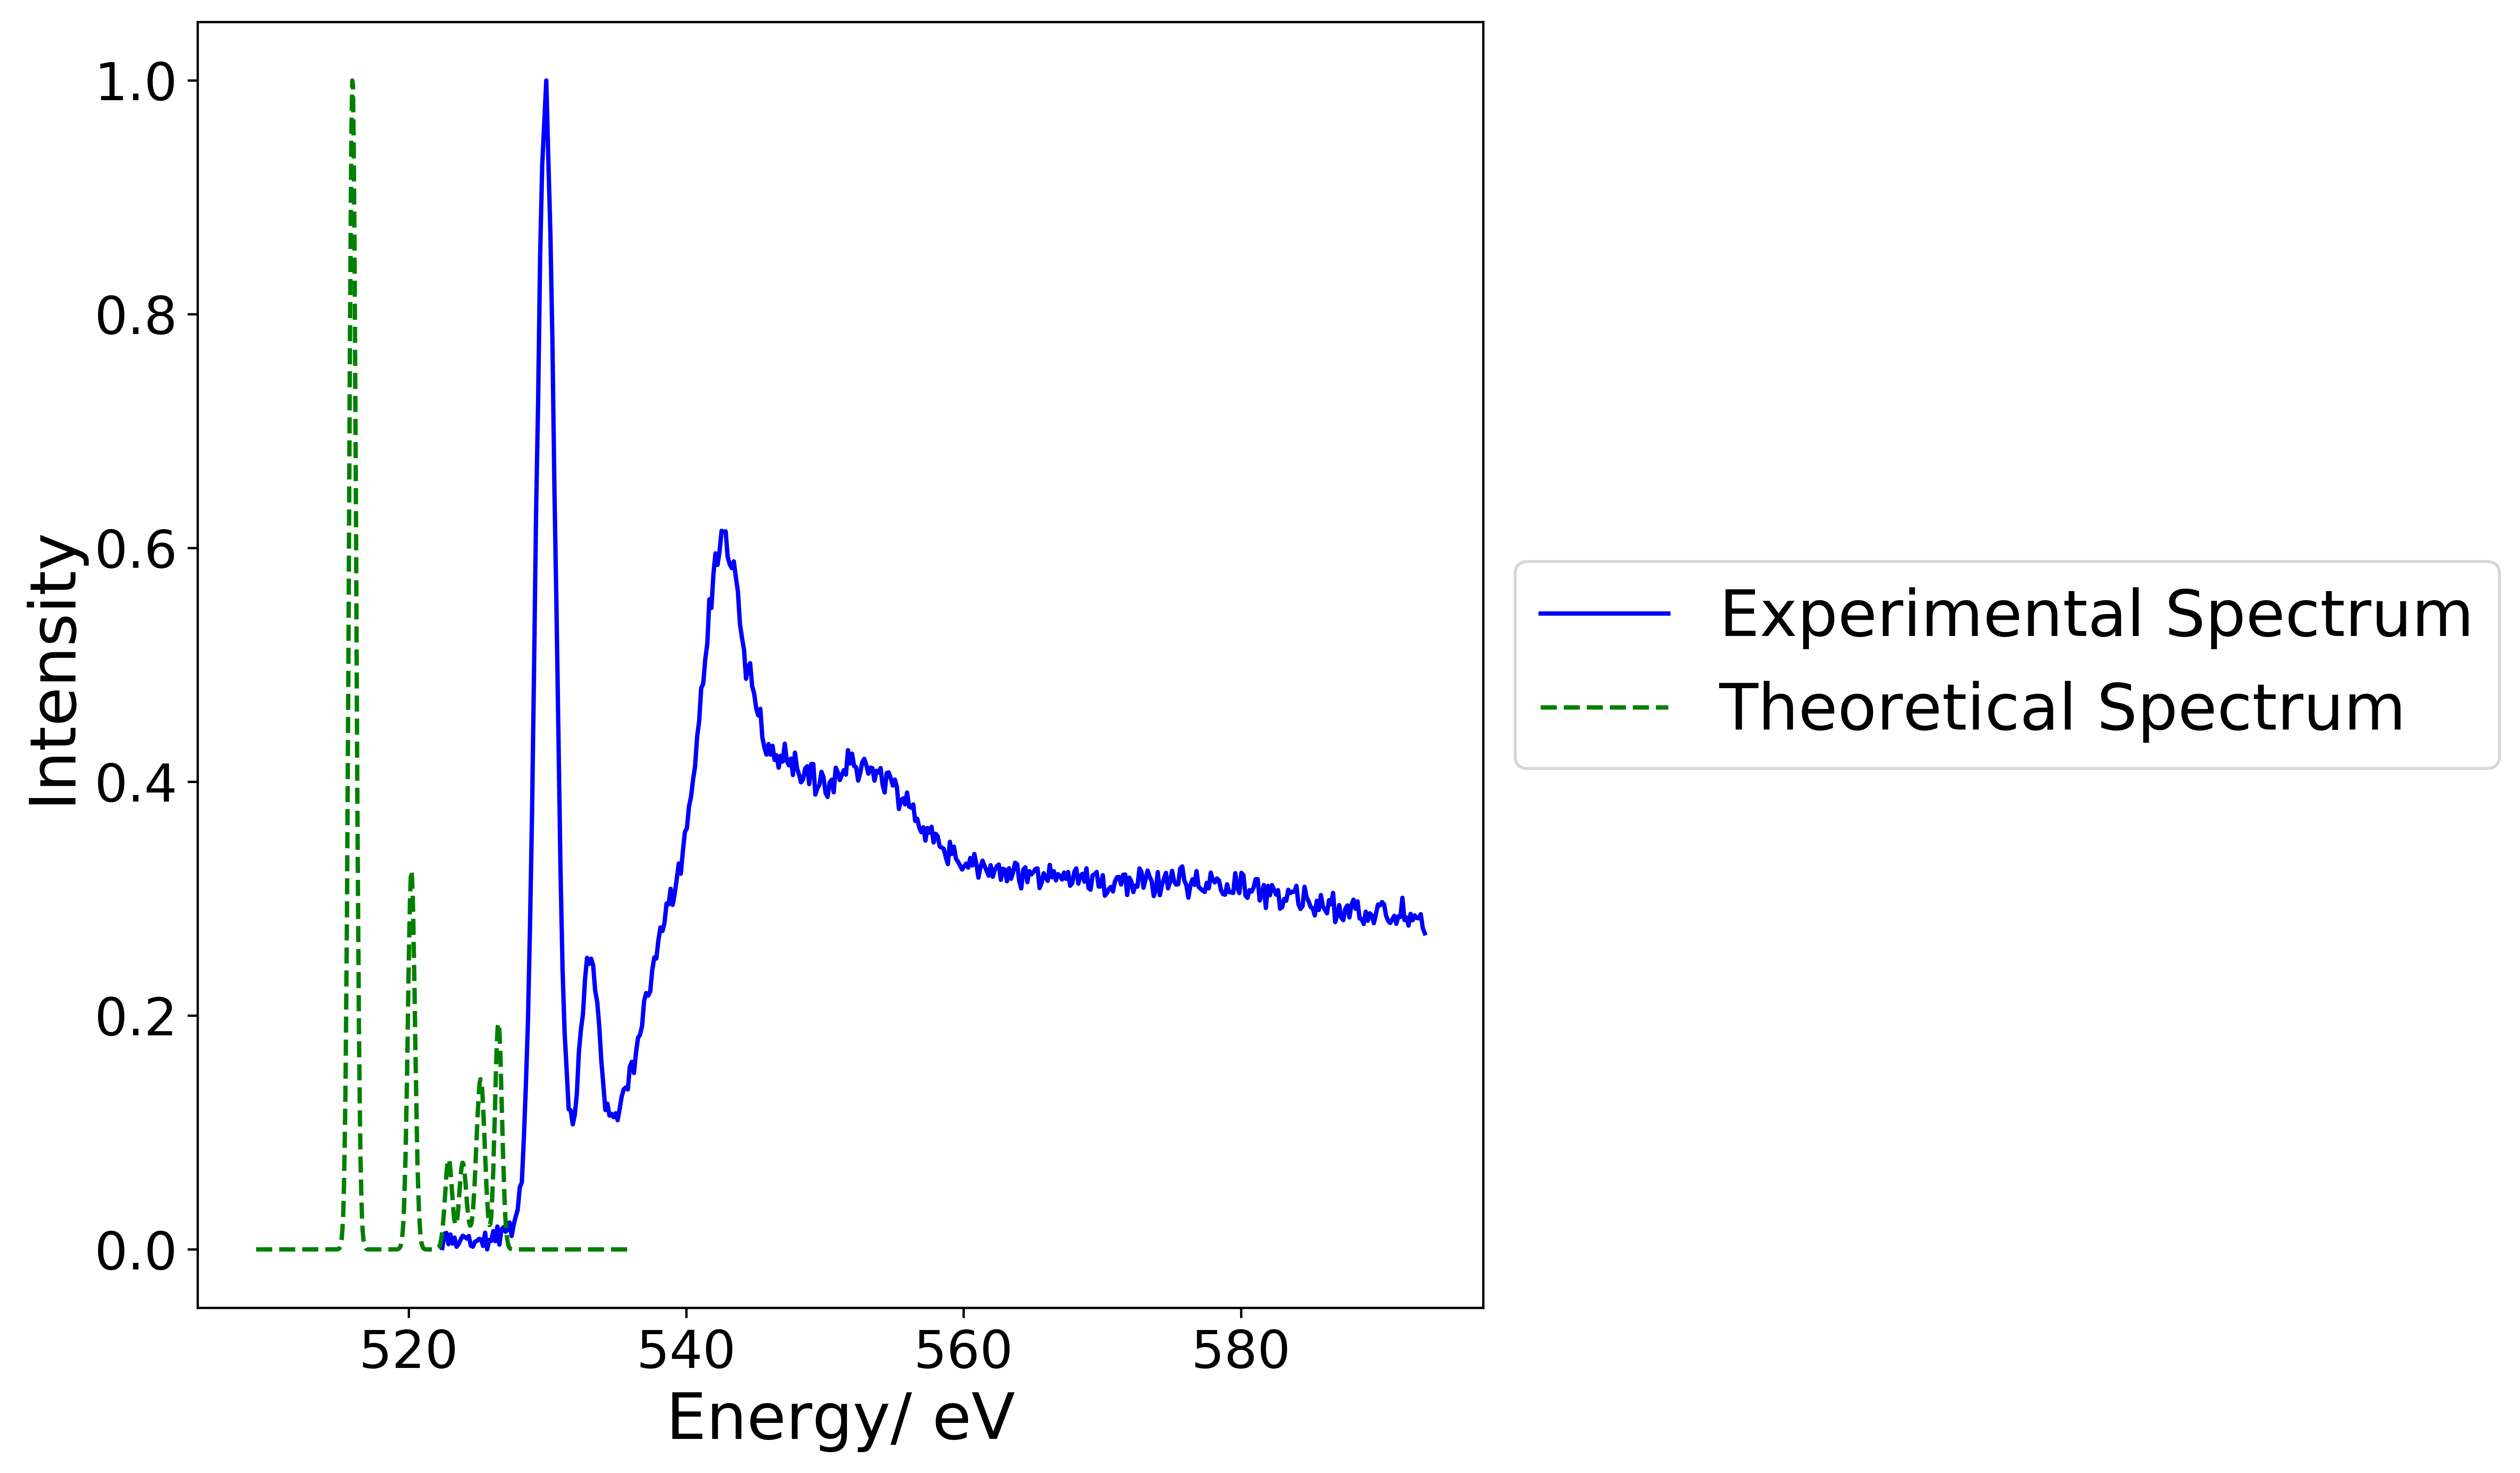 1.0
0.8
0.6
0.4
0.2
0.0
Intensity
520 540 560 580
Energy/ eV
Experimental Spectrum
Theoretical Spectrum